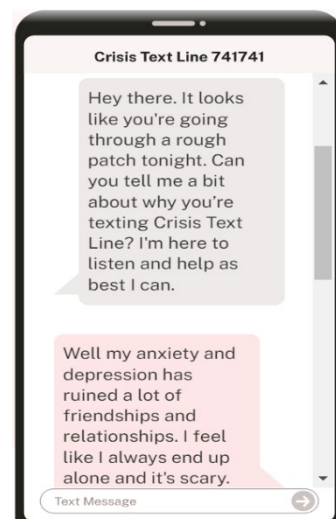 Crisis Text Line 741741
Hey there. It looks
like you're going
through a rough
patch tonight. Can
you tell me a bit
about why you're
texting Crisis Text
Line? I'm here to
listen and help as
best I can.
Well my anxiety and
depression has
ruined a lot of
friendships and
relationships. I feel
like I always end up
alone and it's scary.
Text Message